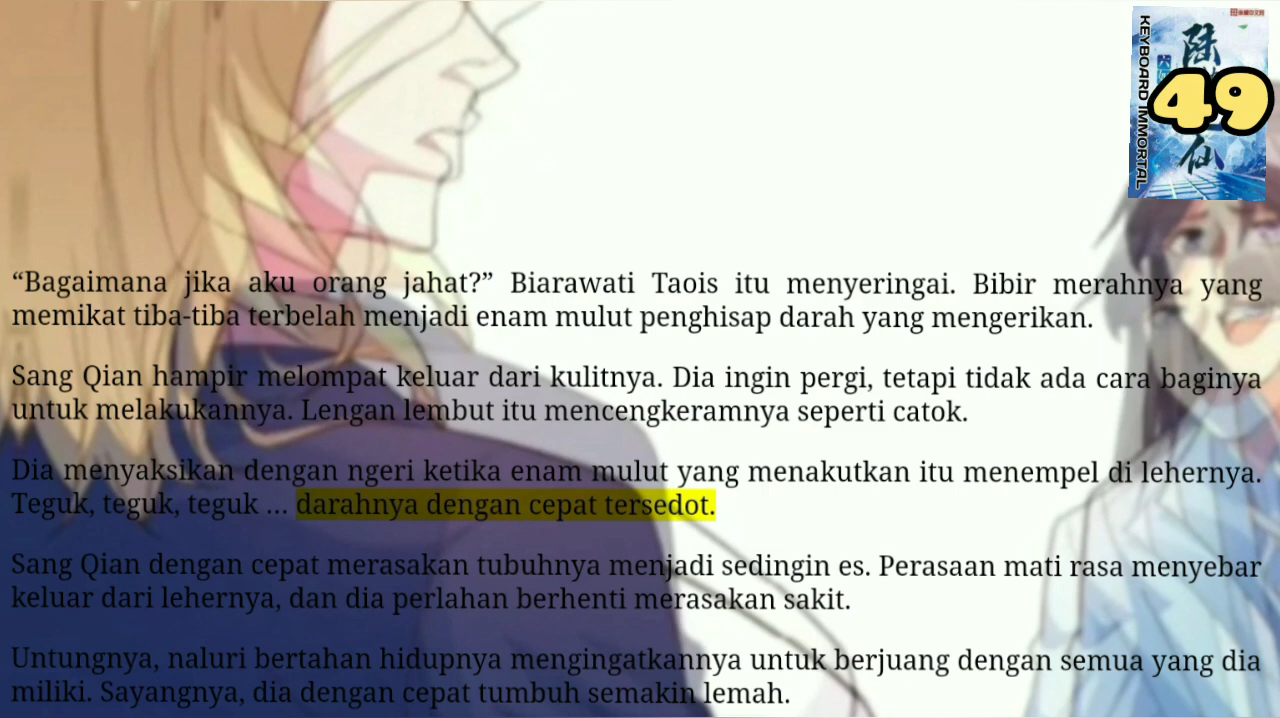 KEYBOARD IMMORTAL
陆
仙
49
“Bagaimana jika aku orang jahat?” Biarawati Taois itu menyeringai. Bibir merahnya yang
memikat tiba-tiba terbelah menjadi enam mulut penghisap darah yang mengerikan.
Sang Qian hampir melompat keluar dari kulitnya. Dia ingin pergi, tetapi tidak ada cara baginya
untuk melakukannya. Lengan lembut itu mencengkeramnya seperti catok.
Dia menyaksikan dengan ngeri ketika enam mulut yang menakutkan itu menempel di lehernya.
Teguk, teguk, teguk ... darahnya dengan cepat tersedot.
Sang Qian dengan cepat merasakan tubuhnya menjadi sedingin es. Perasaan mati rasa menyebar
keluar dari lehernya, dan dia perlahan berhenti merasakan sakit.
Untungnya, naluri bertahan hidupnya mengingatkannya untuk berjuang dengan semua yang dia
miliki. Sayangnya, dia dengan cepat tumbuh semakin lemah.